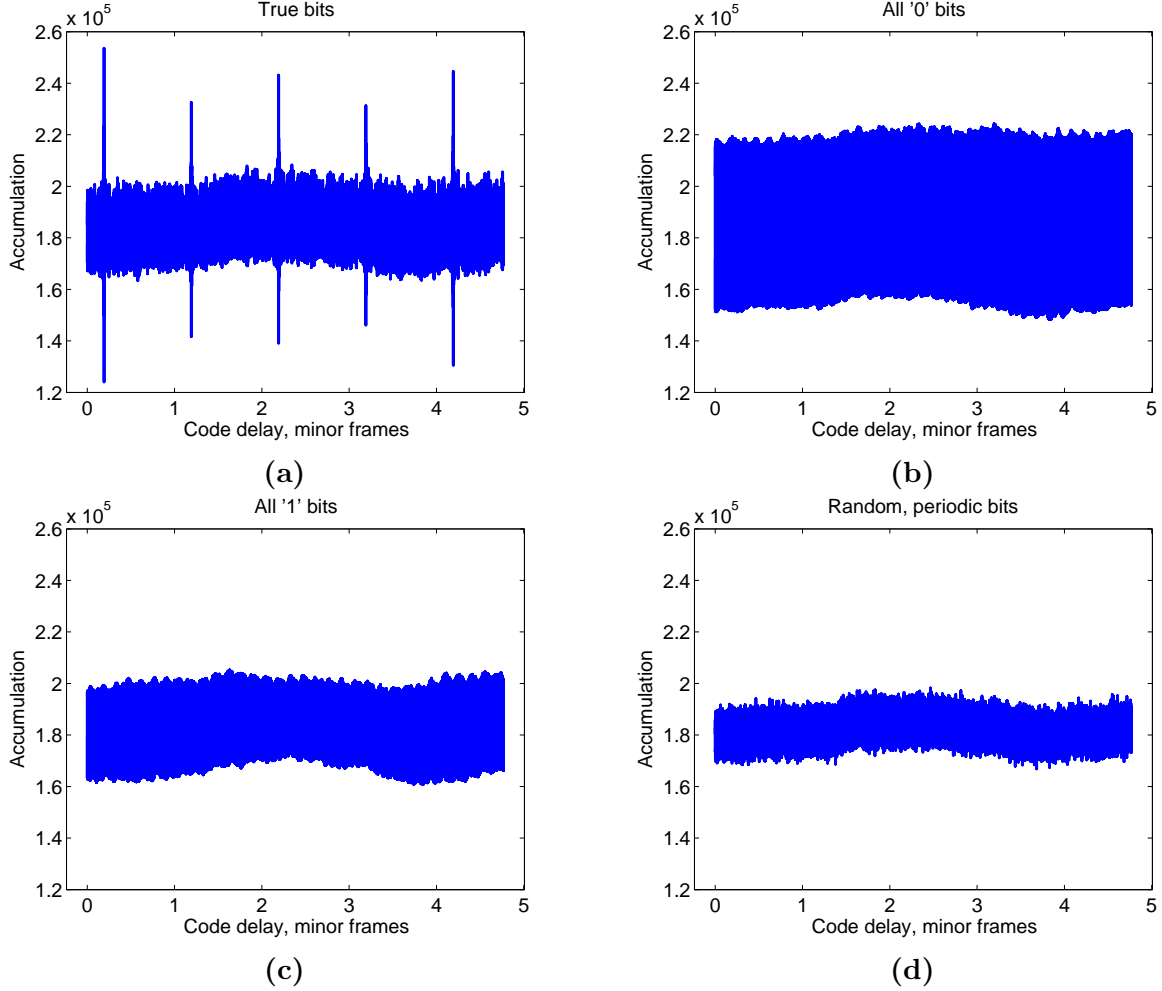 True bits
x 10^5
2.6
2.4
2.2
2
1.8
1.6
1.4
1.2
Accumulation
0 1 2 3 4 5
Code delay, minor frames
(a)
All '0' bits
x 10^5
2.6
2.4
2.2
2
1.8
1.6
1.4
1.2
Accumulation
0 1 2 3 4 5
Code delay, minor frames
(b)
All '1' bits
x 10^5
2.6
2.4
2.2
2
1.8
1.6
1.4
1.2
Accumulation
0 1 2 3 4 5
Code delay, minor frames
(c)
Random, periodic bits
x 10^5
2.6
2.4
2.2
2
1.8
1.6
1.4
1.2
Accumulation
0 1 2 3 4 5
Code delay, minor frames
(d)